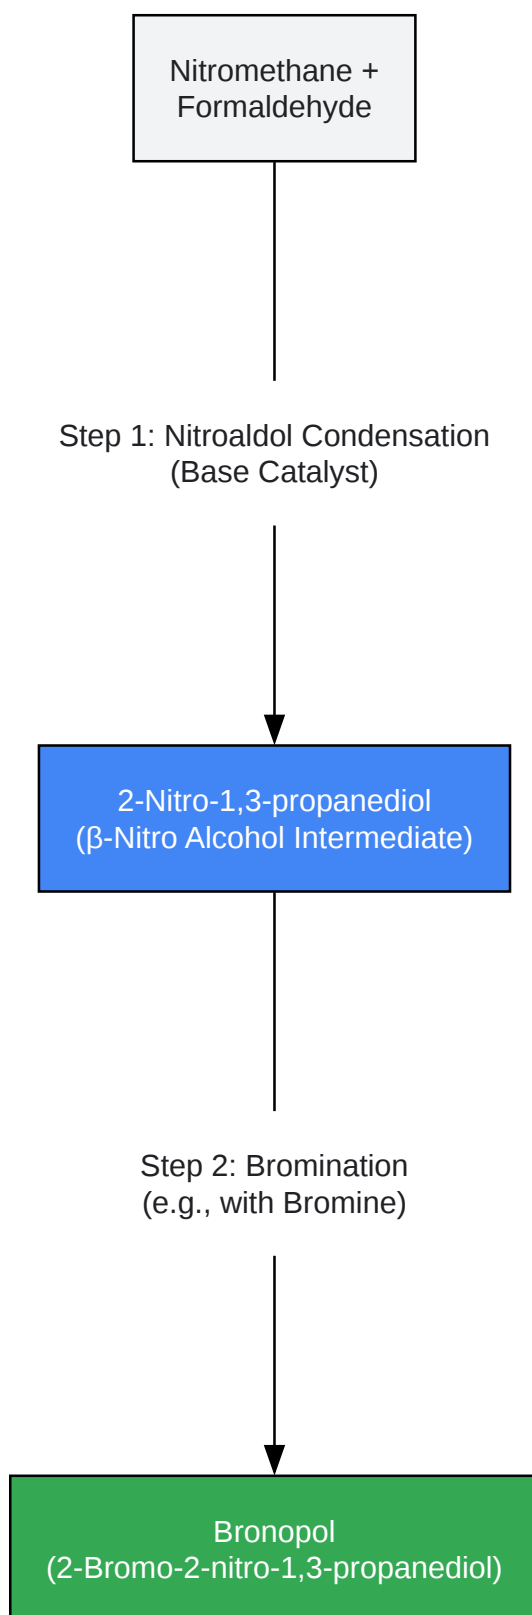 Nitromethane +
Formaldehyde
Step 1: Nitroaldol Condensation
(Base Catalyst)
2-Nitro-1,3-propanediol
(β-Nitro Alcohol Intermediate)
Step 2: Bromination
(e.g., with Bromine)
Bronopol
(2-Bromo-2-nitro-1,3-propanediol)